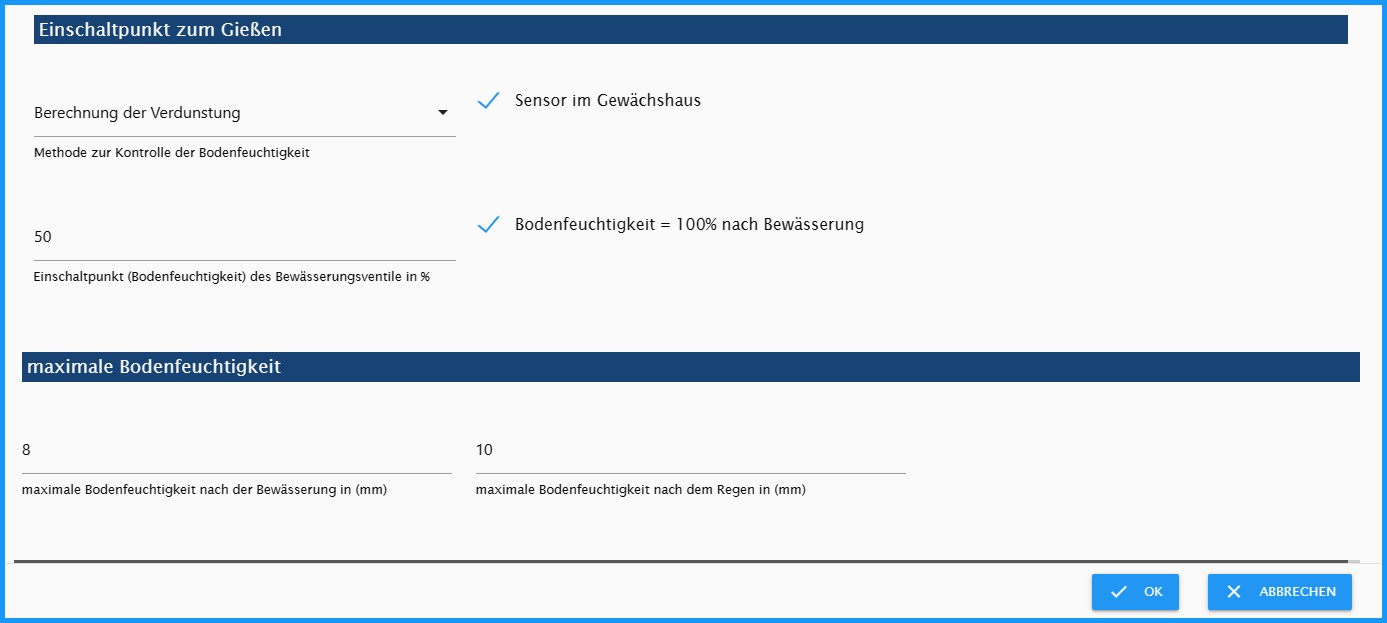 Einschaltpunkt zum Gießen
Berechnung der Verdunstung
Sensor im Gewächshaus
Methode zur Kontrolle der Bodenfeuchtigkeit
50
Bodenfeuchtigkeit = 100% nach Bewässerung
Einschaltpunkt (Bodenfeuchtigkeit) des Bewässerungsventile in %
maximale Bodenfeuchtigkeit
8
10
maximale Bodenfeuchtigkeit nach der Bewässerung in (mm)
maximale Bodenfeuchtigkeit nach dem Regen in (mm)
OK
ABBRECHEN